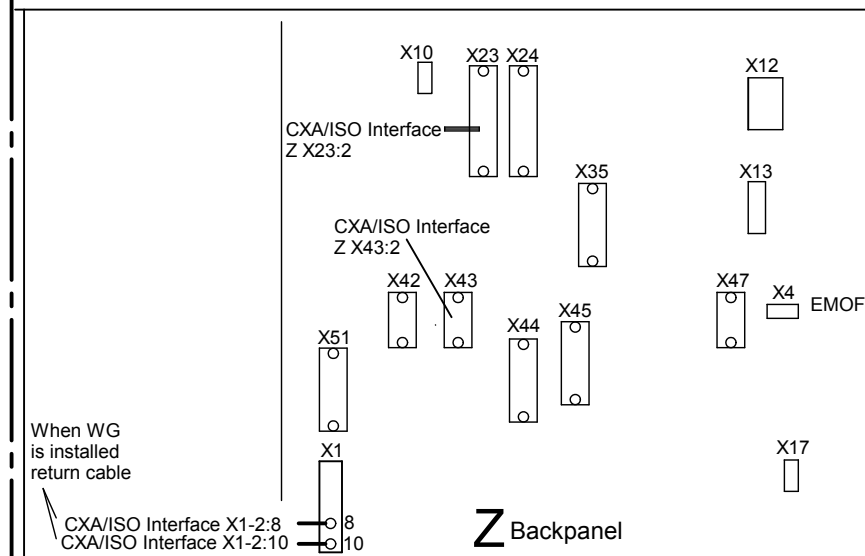 X10
X23
X24
X12
CXA/ISO Interface
Z X23:2
X35
X13
CXA/ISO Interface
Z X43:2
X42
X43
X47
X4
EMOF
X51
X44
X45
When WG
is installed
return cable
X1
X17
CXA/ISO Interface X1-2:8
8
CXA/ISO Interface X1-2:10
10
Z Backpanel